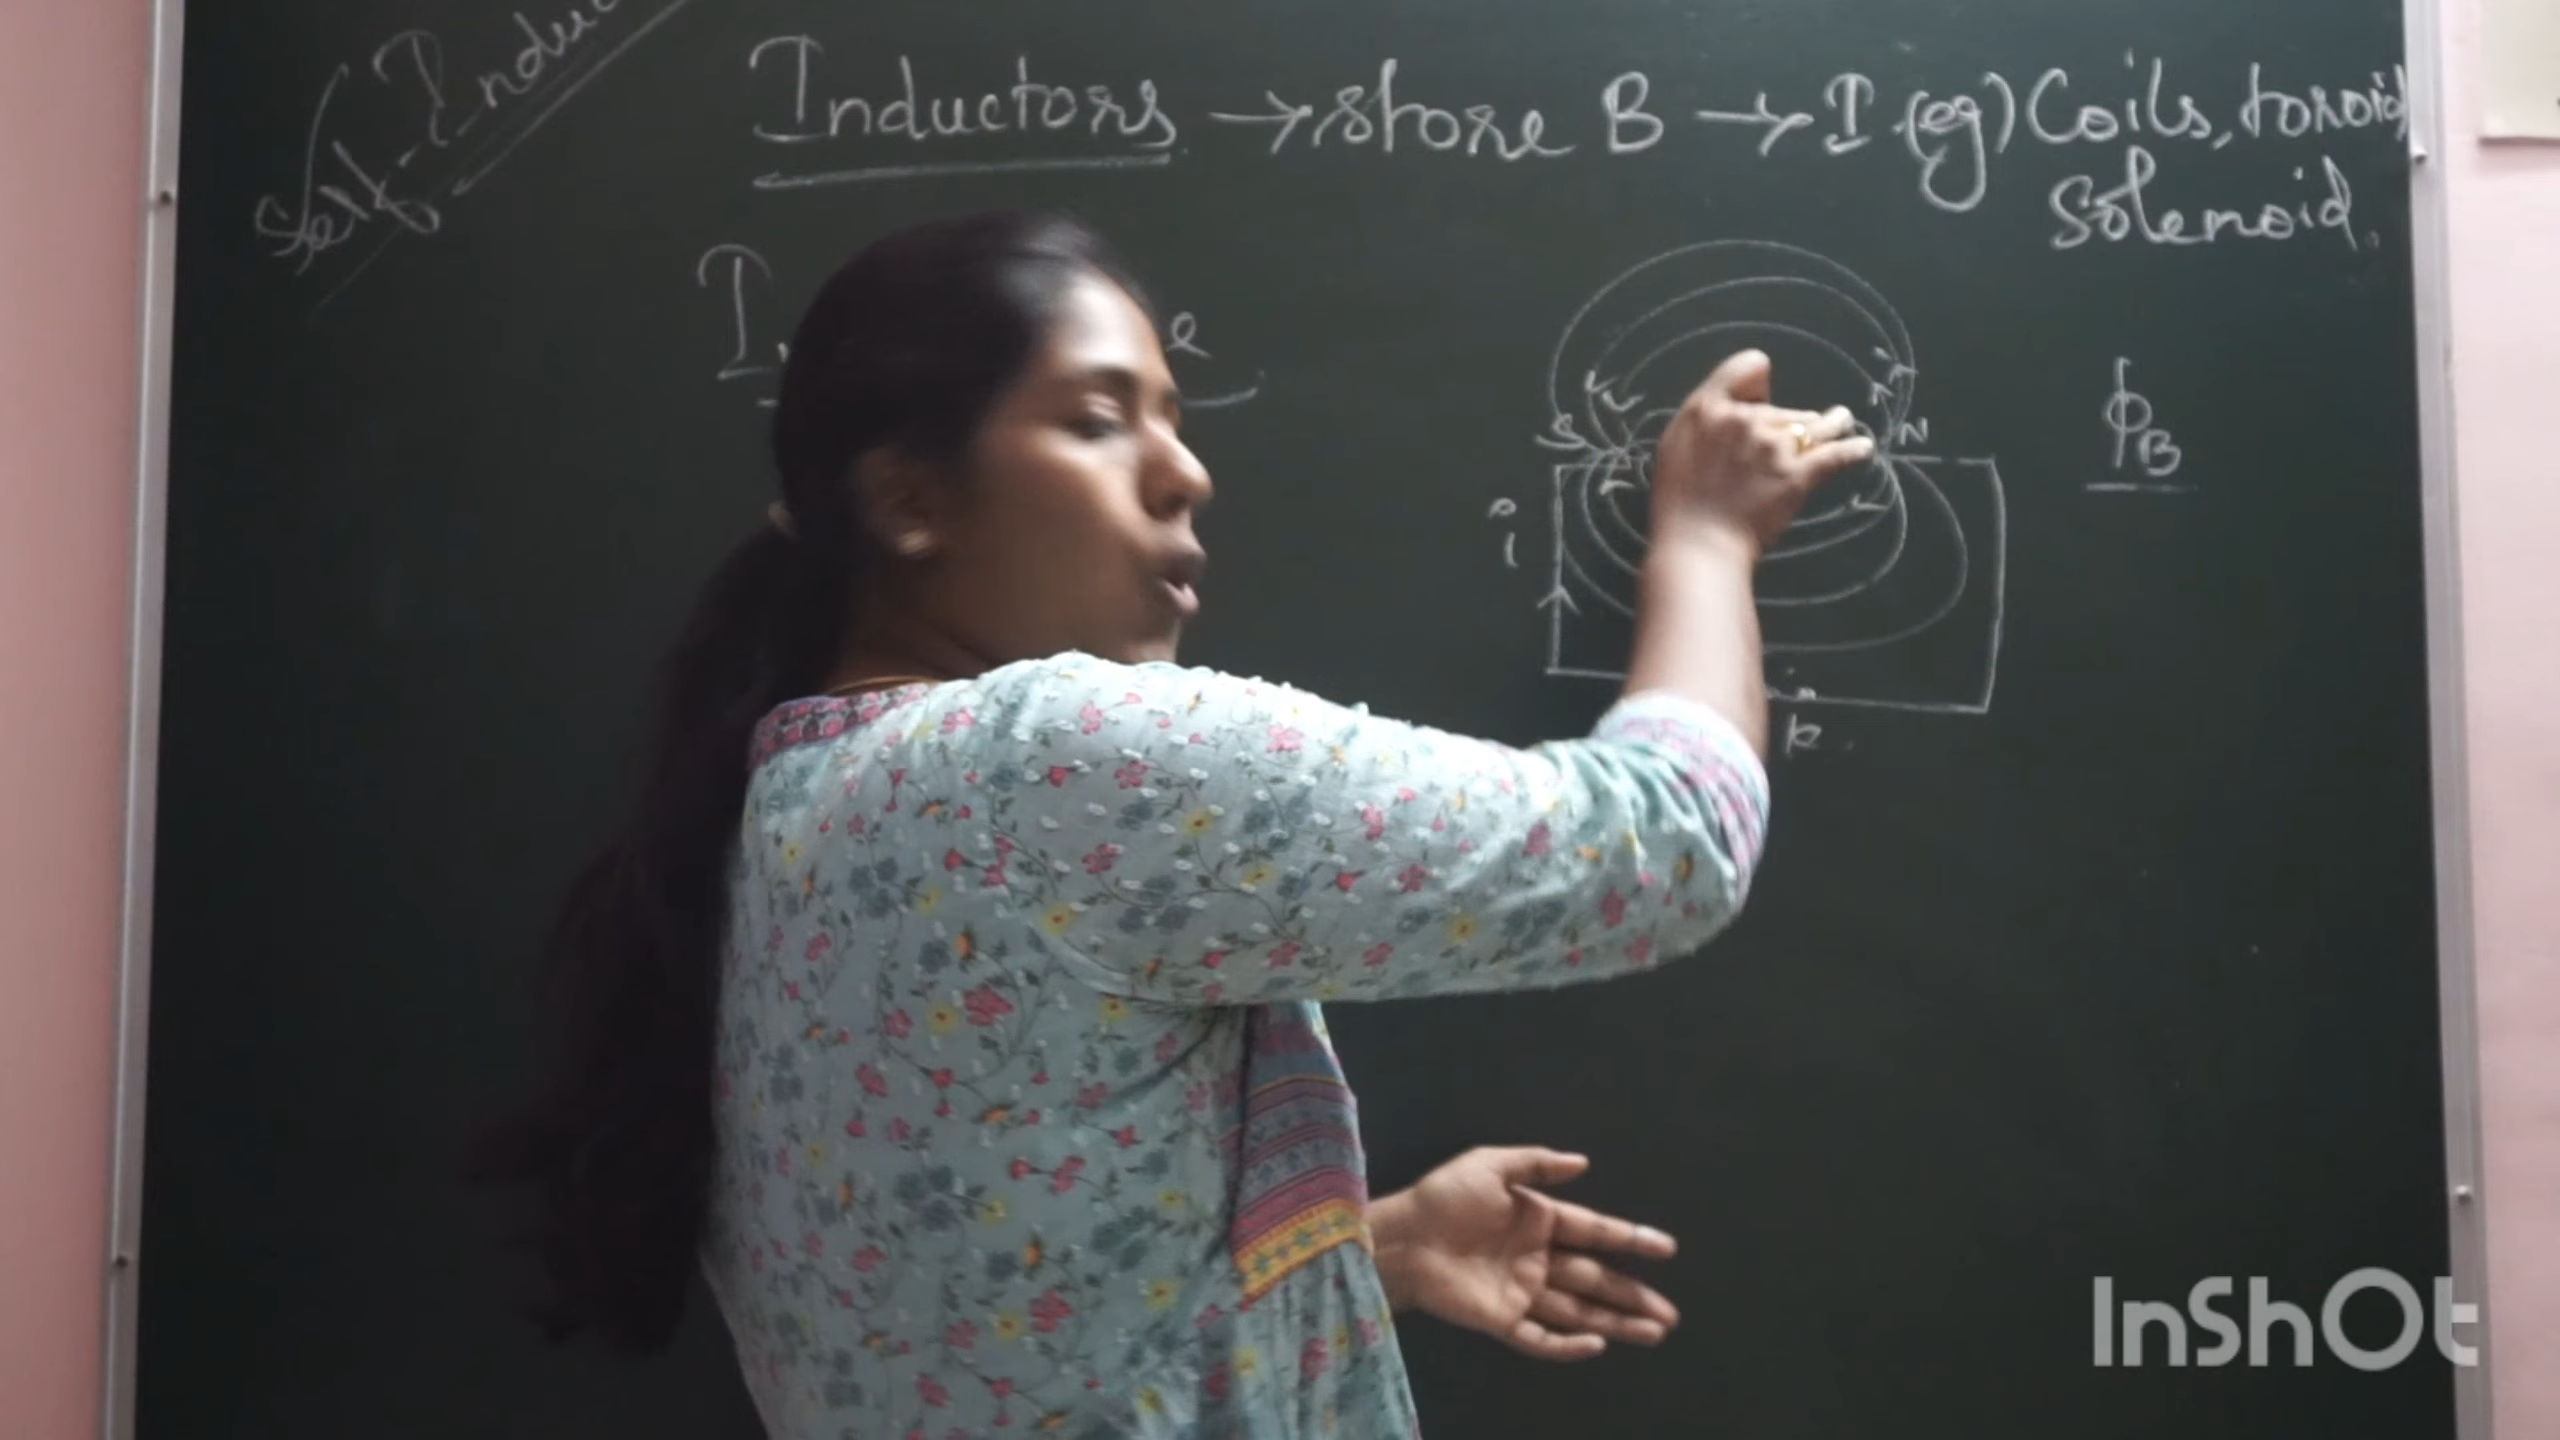 Self-Induc
Inductors → store B → I (eg) Coils, toroid,
Solenoid.
S N
i
ϕB
k
InShOt